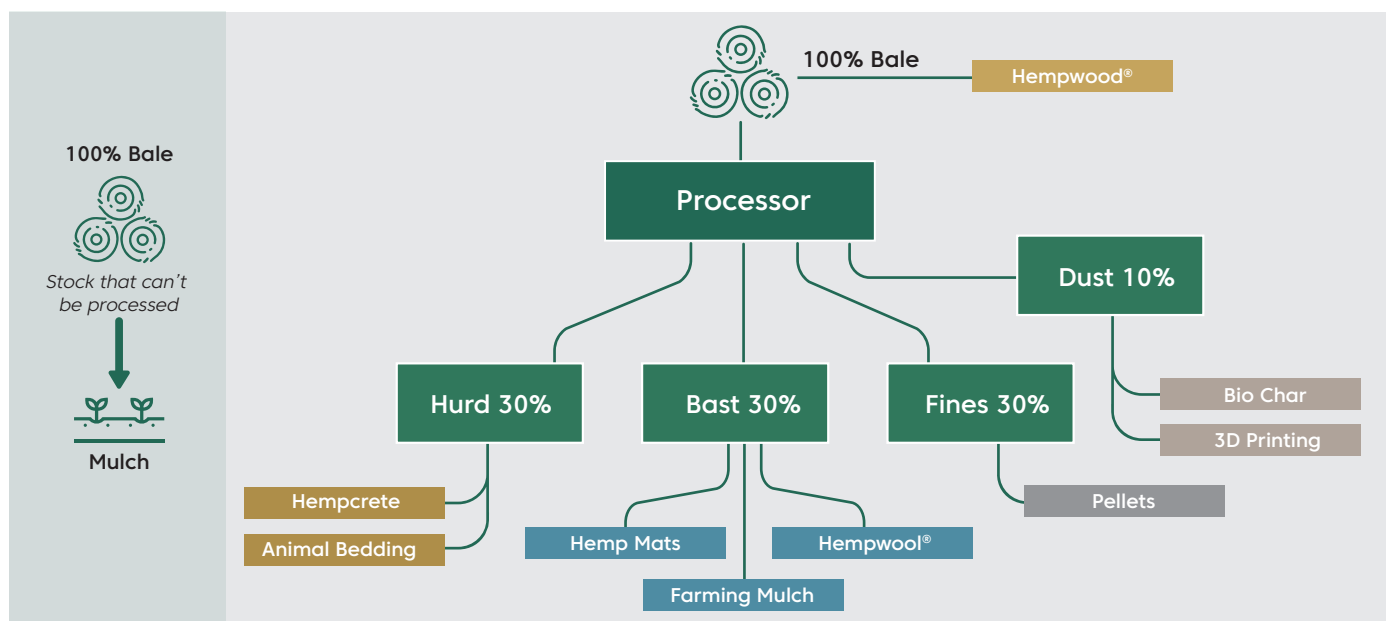 100% Bale
Stock that can't
be processed
Mulch
100% Bale
Hempwood®
Processor
Dust 10%
Hurd 30%
Bast 30%
Fines 30%
Bio Char
3D Printing
Hempcrete
Animal Bedding
Hemp Mats
Hempwool®
Farming Mulch
Pellets